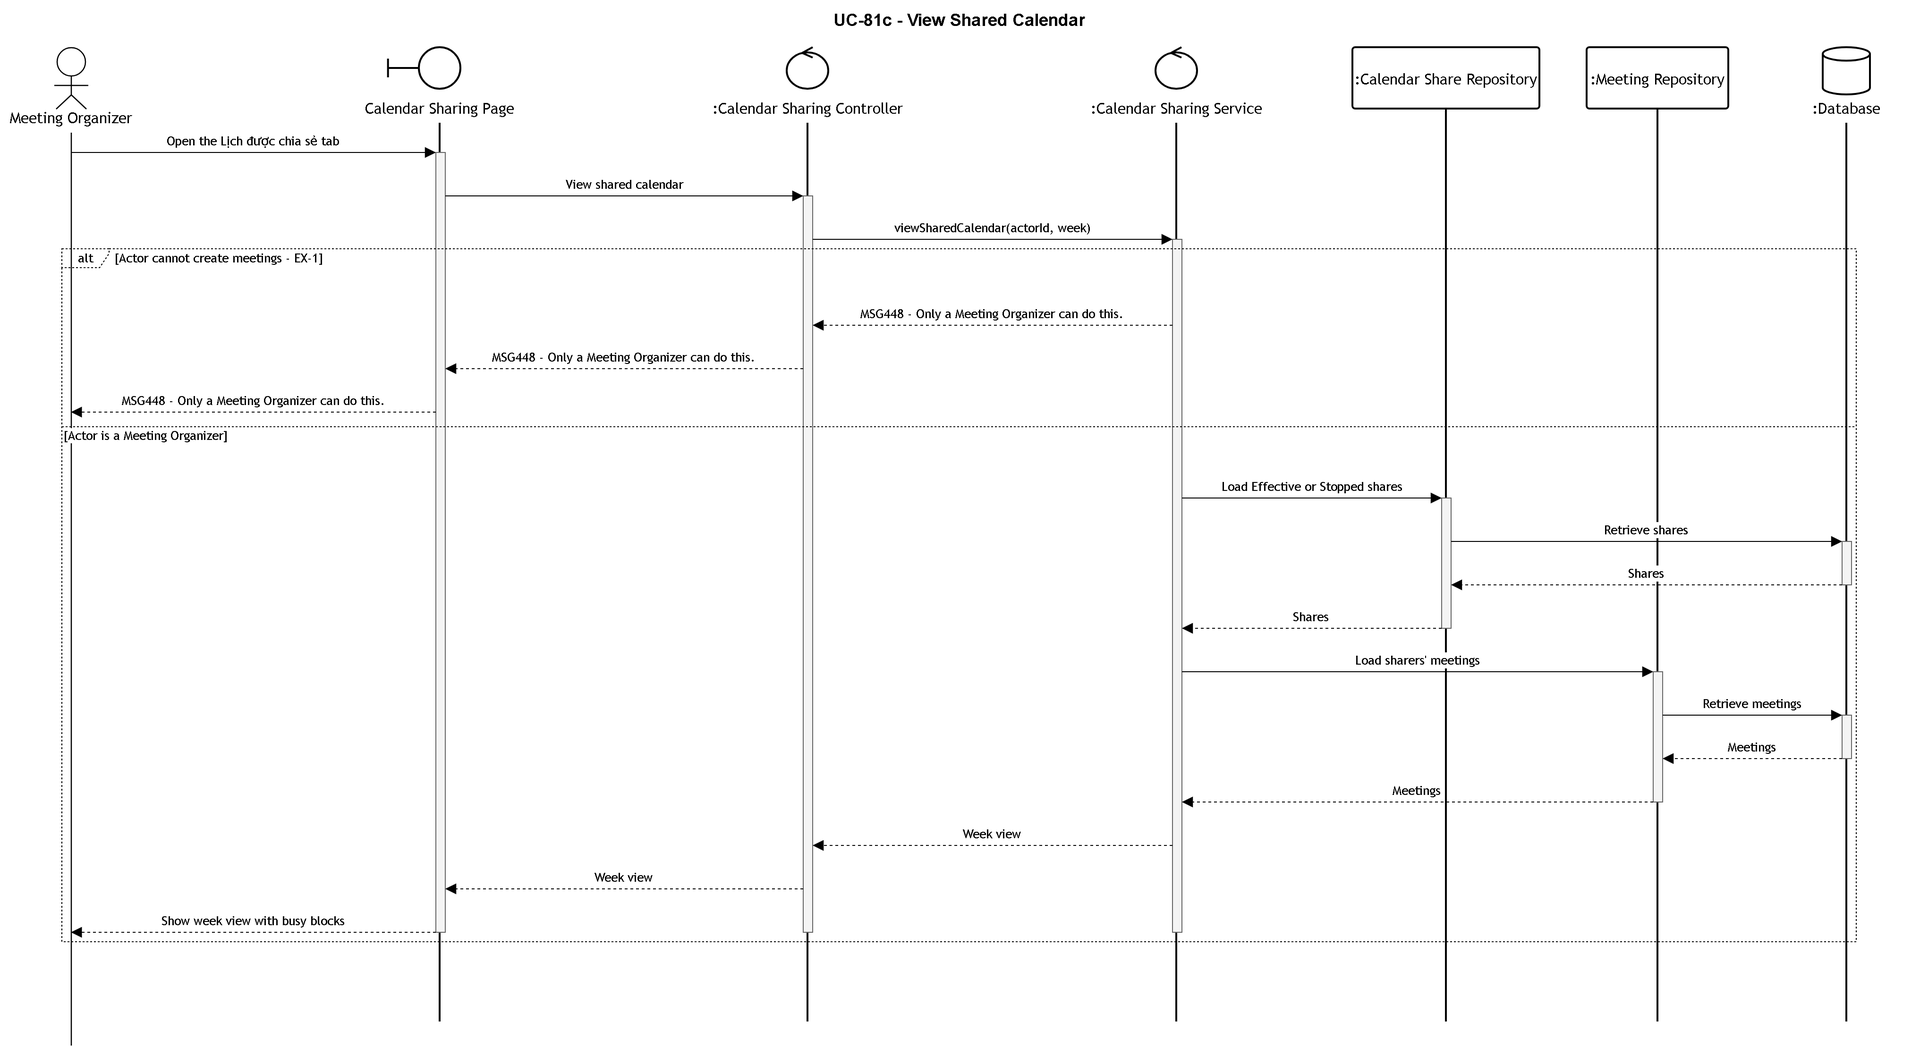 UC-81c - View Shared Calendar
Meeting Organizer
Calendar Sharing Page
:Calendar Sharing Controller
:Calendar Sharing Service
:Calendar Share Repository
:Meeting Repository
:Database
Open the Lịch được chia sẻ tab
View shared calendar
viewSharedCalendar(actorId, week)
alt
[Actor cannot create meetings - EX-1]
MSG448 - Only a Meeting Organizer can do this.
MSG448 - Only a Meeting Organizer can do this.
MSG448 - Only a Meeting Organizer can do this.
[Actor is a Meeting Organizer]
Load Effective or Stopped shares
Retrieve shares
Shares
Shares
Load sharers' meetings
Retrieve meetings
Meetings
Meetings
Week view
Week view
Show week view with busy blocks